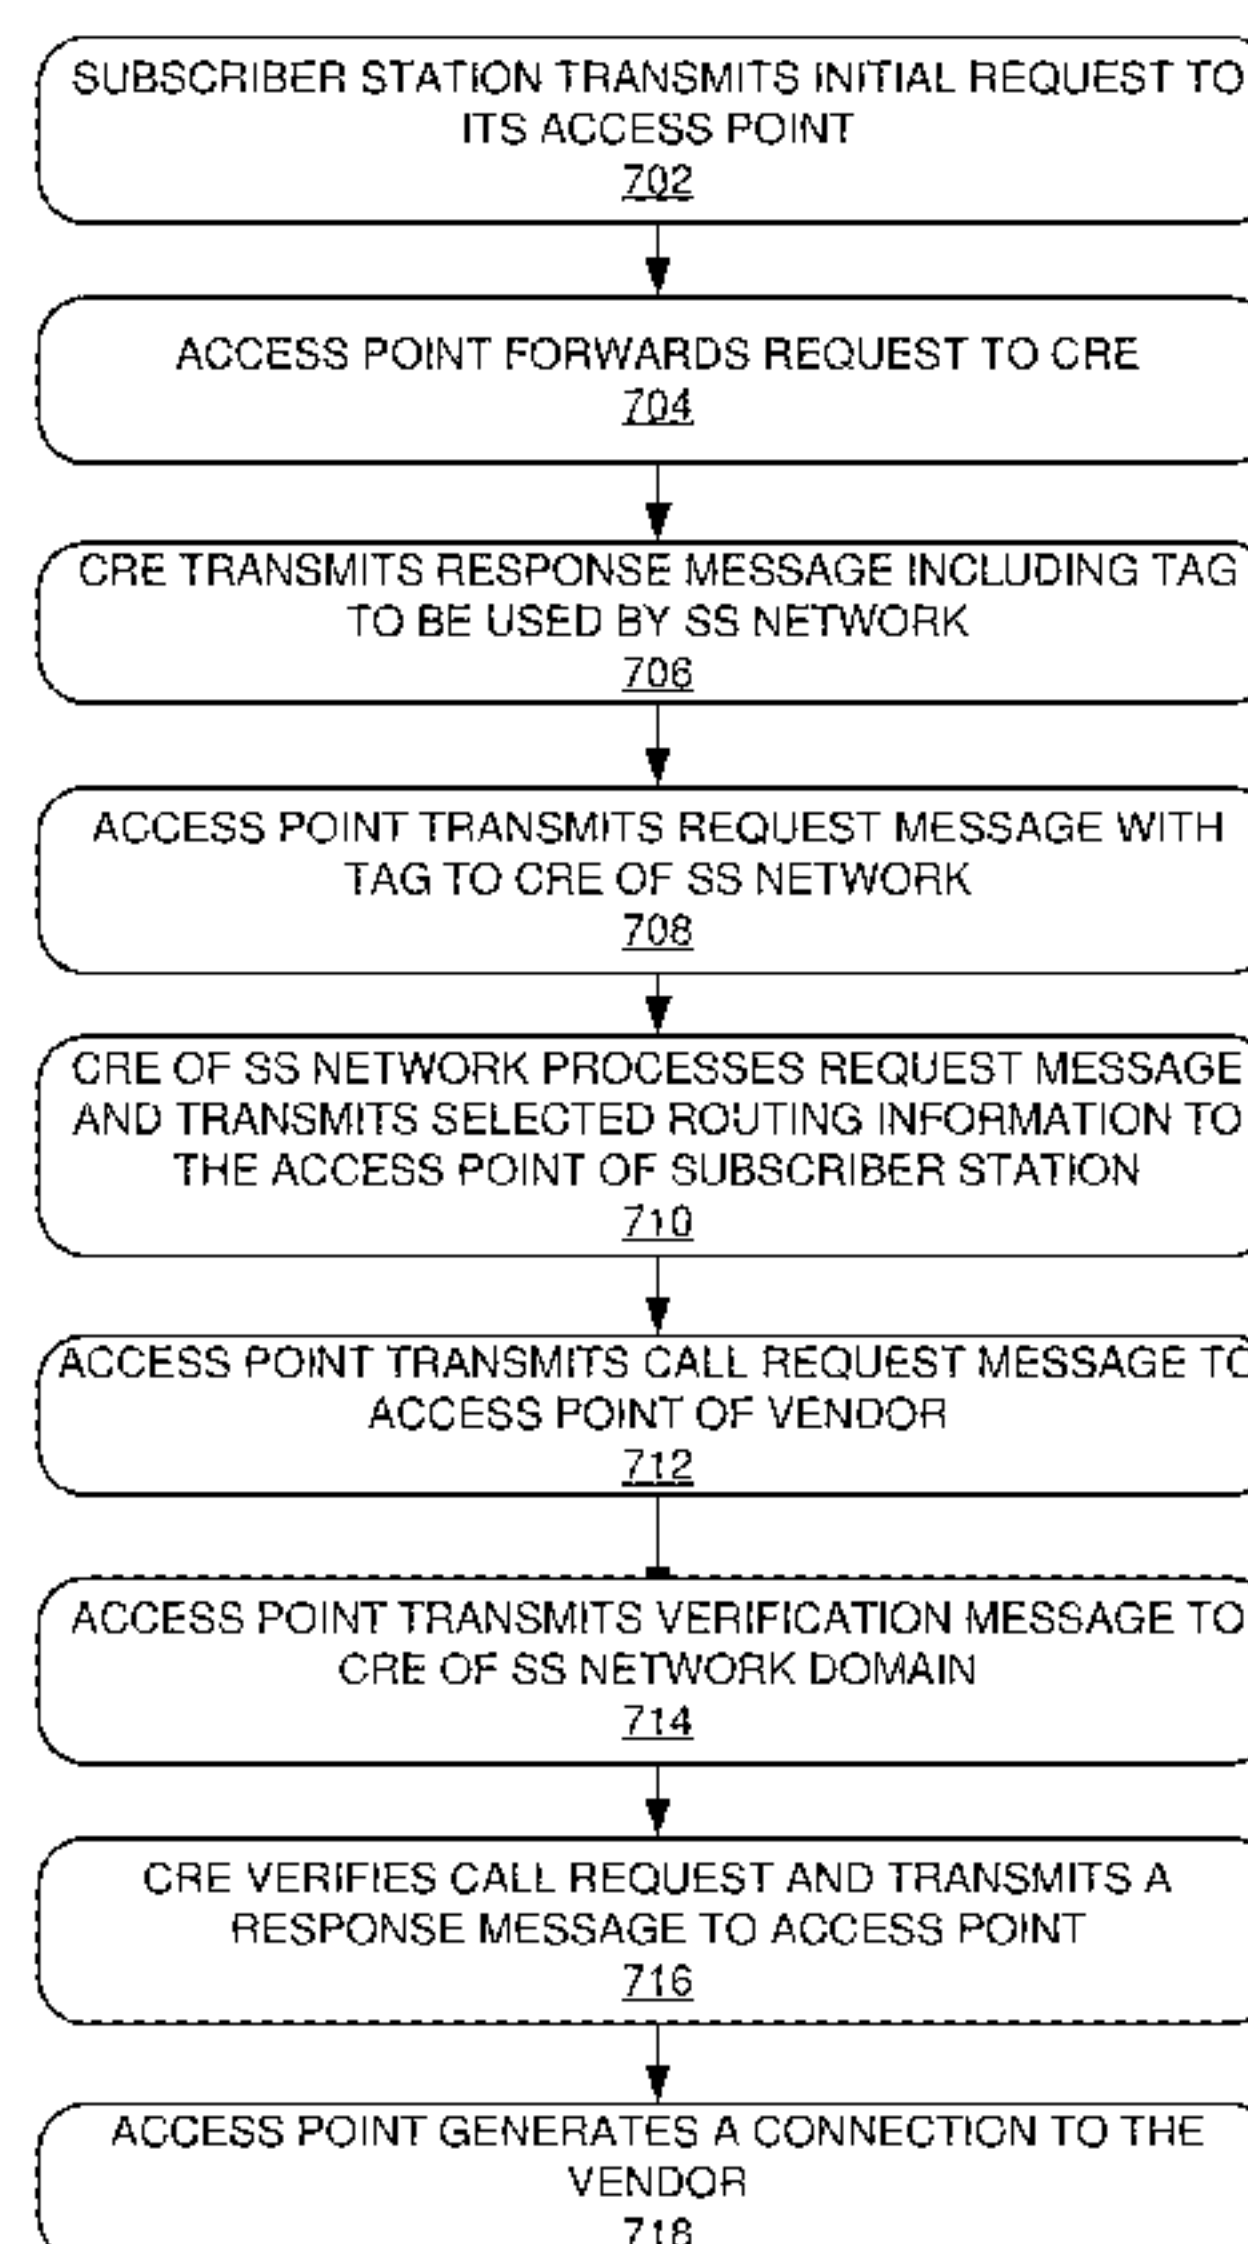 SUBSCRIBER STATION TRANSMITS INITIAL REQUEST TO
ITS ACCESS POINT
702
ACCESS POINT FORWARDS REQUEST TO CRE
704
CRE TRANSMITS RESPONSE MESSAGE INCLUDING TAG
TO BE USED BY SS NETWORK
706
ACCESS POINT TRANSMITS REQUEST MESSAGE WITH
TAG TO CRE OF SS NETWORK
708
CRE OF SS NETWORK PROCESSES REQUEST MESSAGE
AND TRANSMITS SELECTED ROUTING INFORMATION TO
THE ACCESS POINT OF SUBSCRIBER STATION
710
ACCESS POINT TRANSMITS CALL REQUEST MESSAGE TO
ACCESS POINT OF VENDOR
712
ACCESS POINT TRANSMITS VERIFICATION MESSAGE TO
CRE OF SS NETWORK DOMAIN
714
CRE VERIFIES CALL REQUEST AND TRANSMITS A
RESPONSE MESSAGE TO ACCESS POINT
716
ACCESS POINT GENERATES A CONNECTION TO THE
VENDOR
718